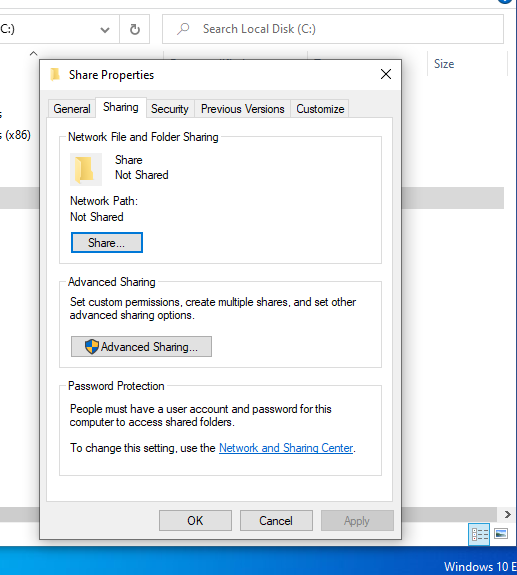 C:)
Search Local Disk (C:)
Size
Share Properties
General
Sharing
Security
Previous Versions
Customize
(x86)
Network File and Folder Sharing
Share
Not Shared
Network Path:
Not Shared
Share...
Advanced Sharing
Set custom permissions, create multiple shares, and set other
advanced sharing options.
Advanced Sharing...
Password Protection
People must have a user account and password for this
computer to access shared folders.
To change this setting, use the Network and Sharing Center.
OK
Cancel
Apply
Windows 10 E